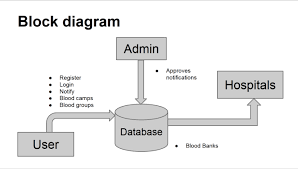 Block diagram
Admin
Register
Login
Notify
Blood camps
Blood groups
Approves
notifications
Hospitals
User
Database
Blood Banks